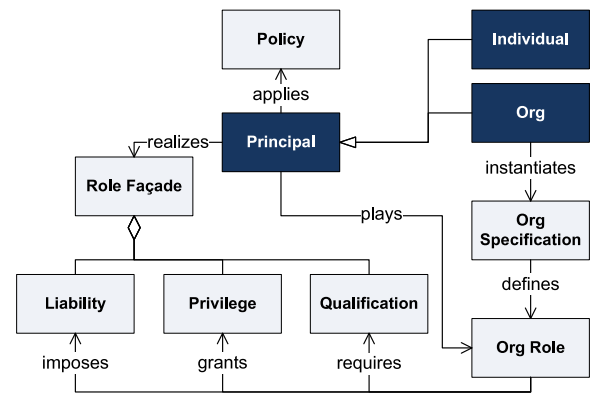 Policy
Individual
applies
Org
realizes
Principal
instantiates
Role Façade
plays
Org
Specification
defines
Liability
Privilege
Qualification
Org Role
imposes
grants
requires